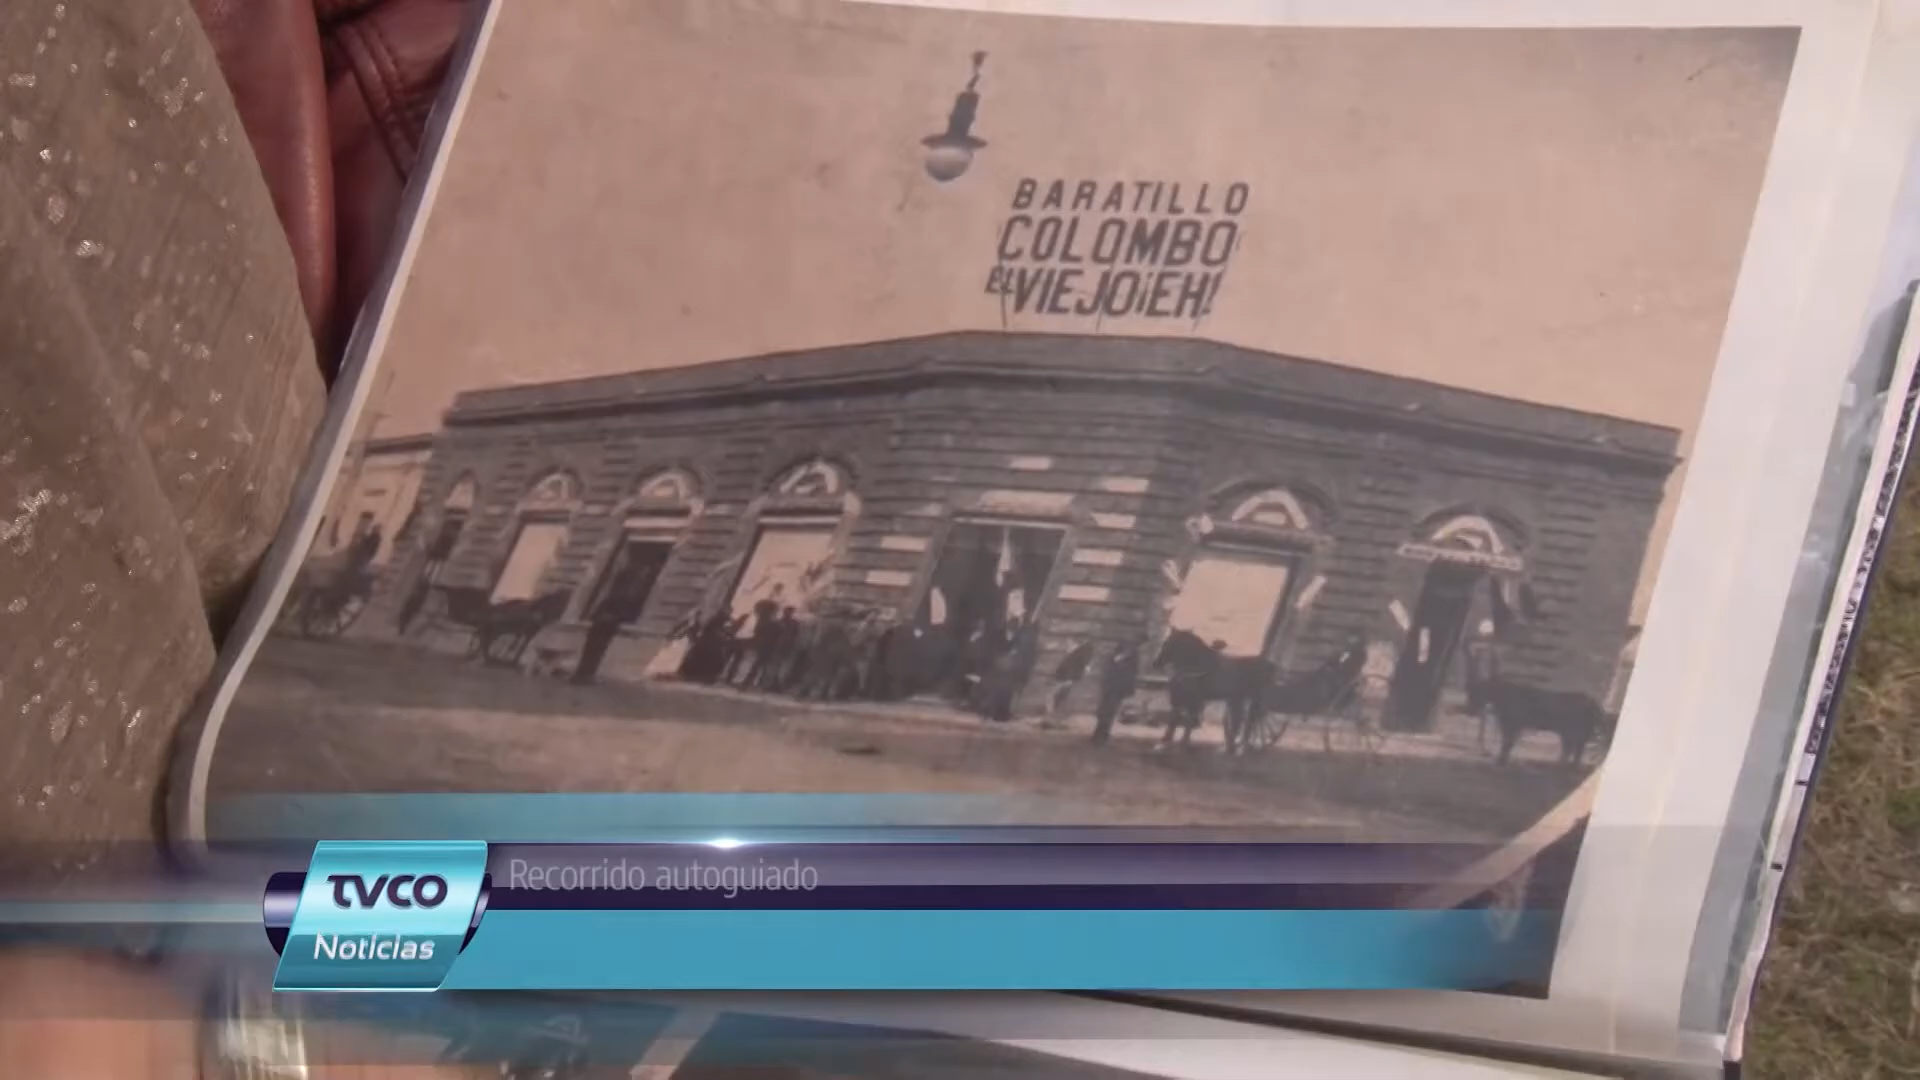 BARATILLO
COLOMBO
EL VIEJO ¡EH!
TVCO
Noticias
Recorrido autoguiado